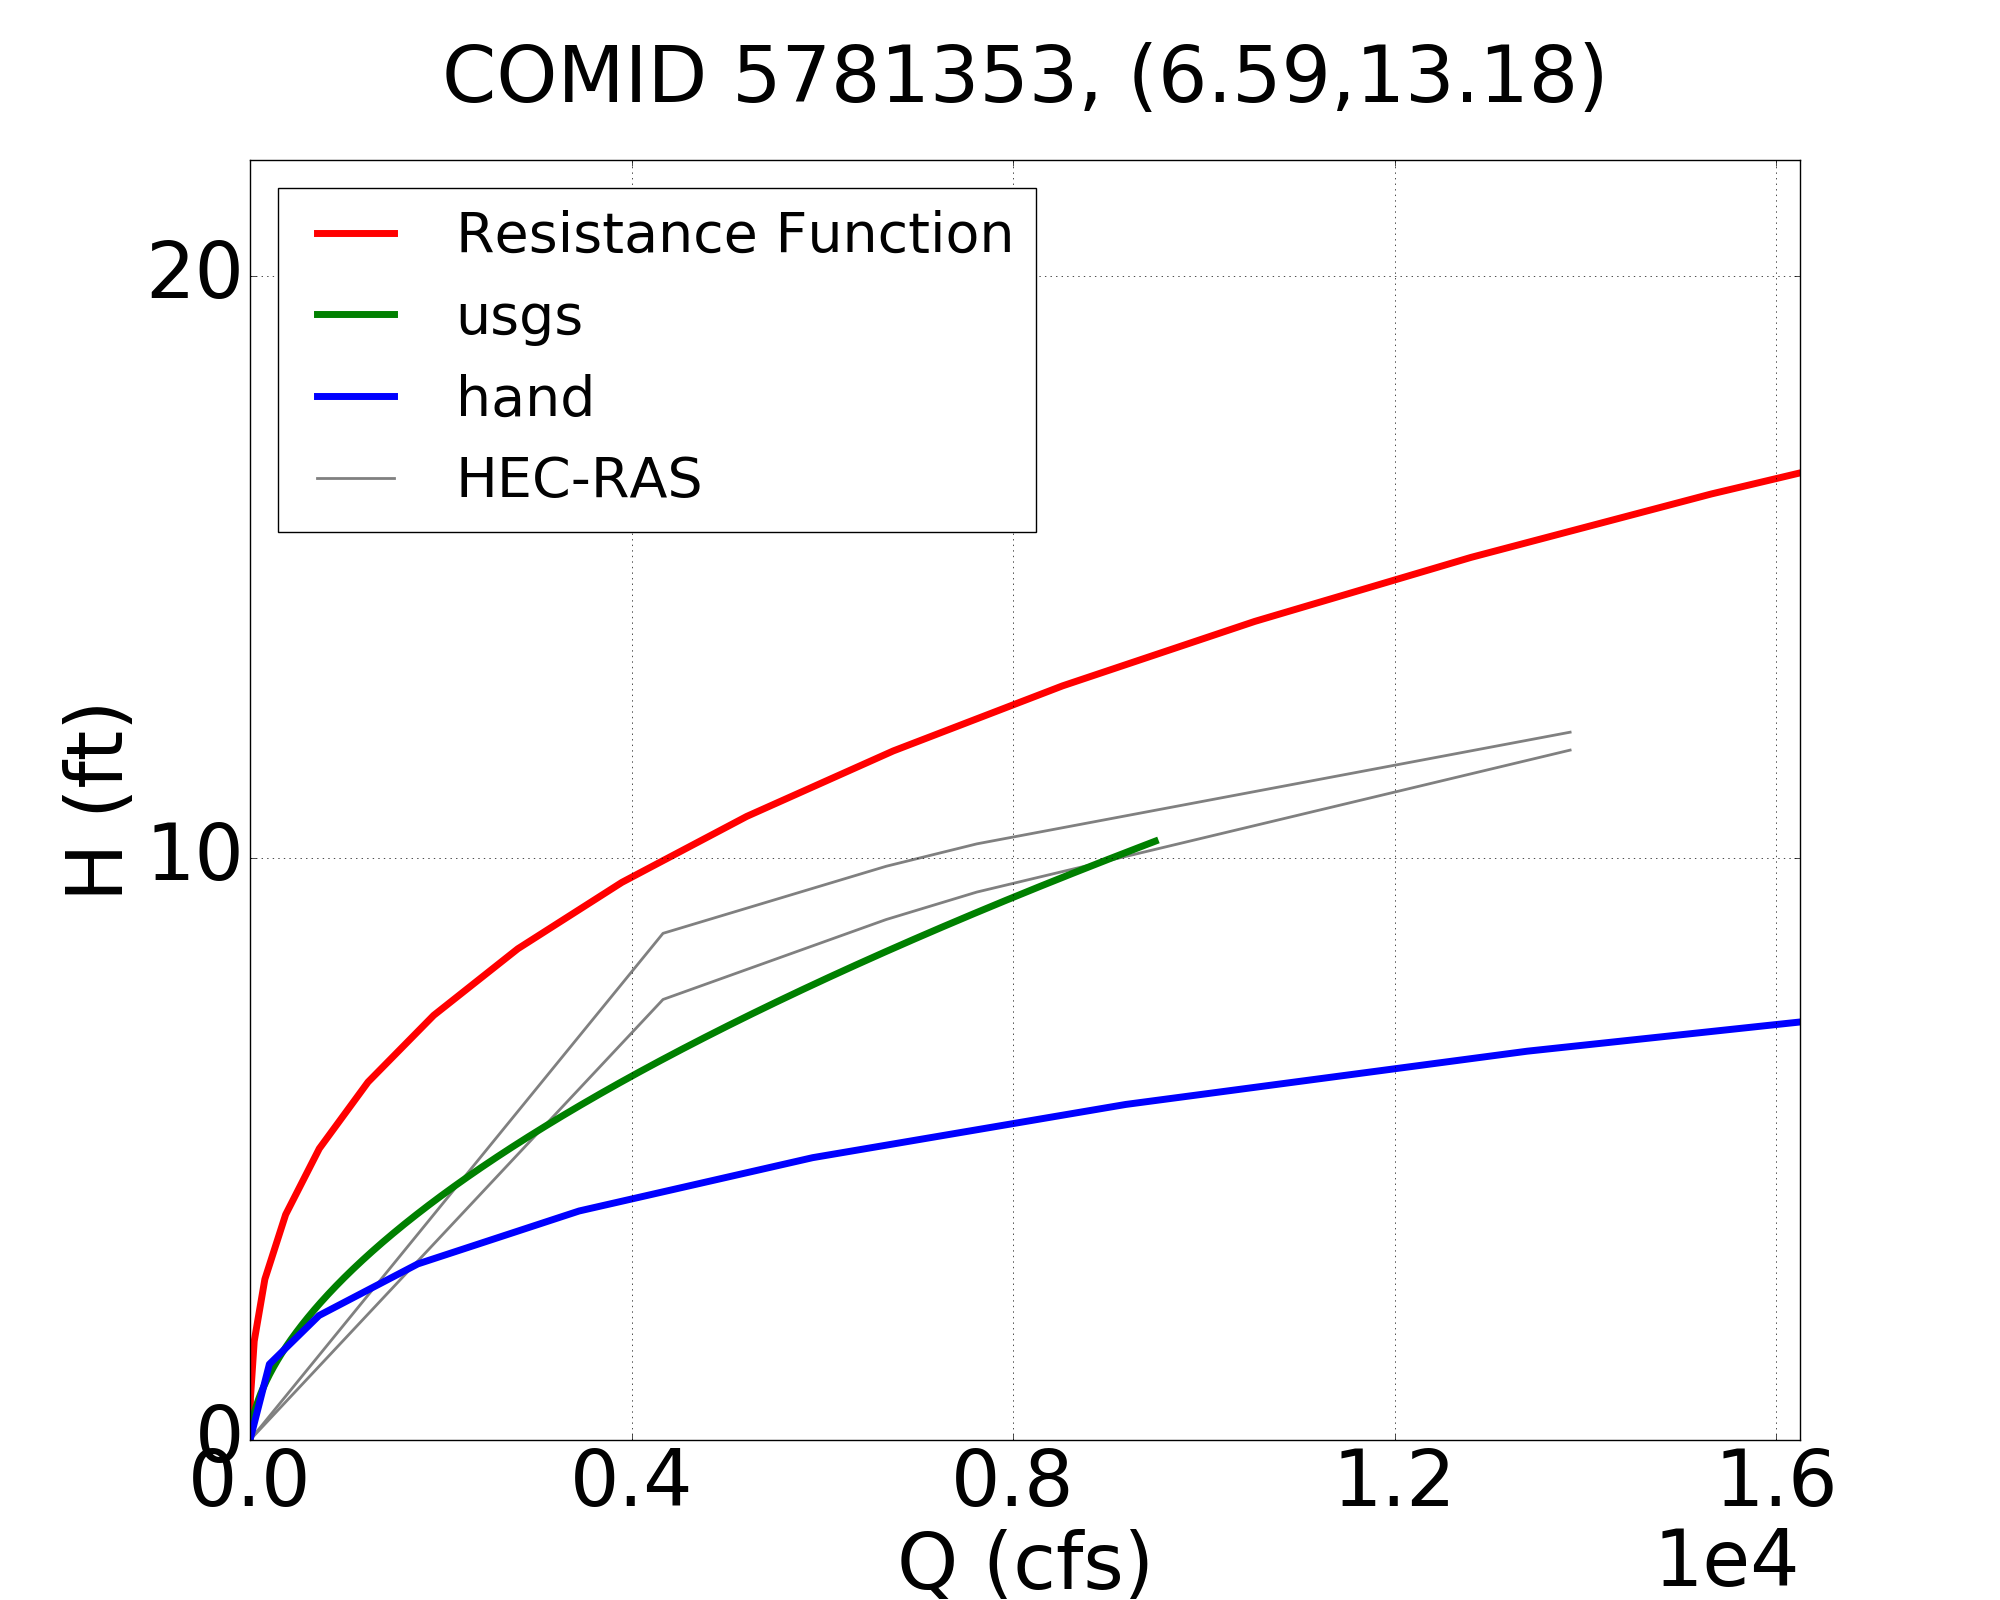 COMID 5781353, (6.59,13.18)
Resistance Function
usgs
hand
HEC-RAS
20
10
0
H (ft)
0.0 0.4 0.8 1.2 1.6
Q (cfs)
1e4